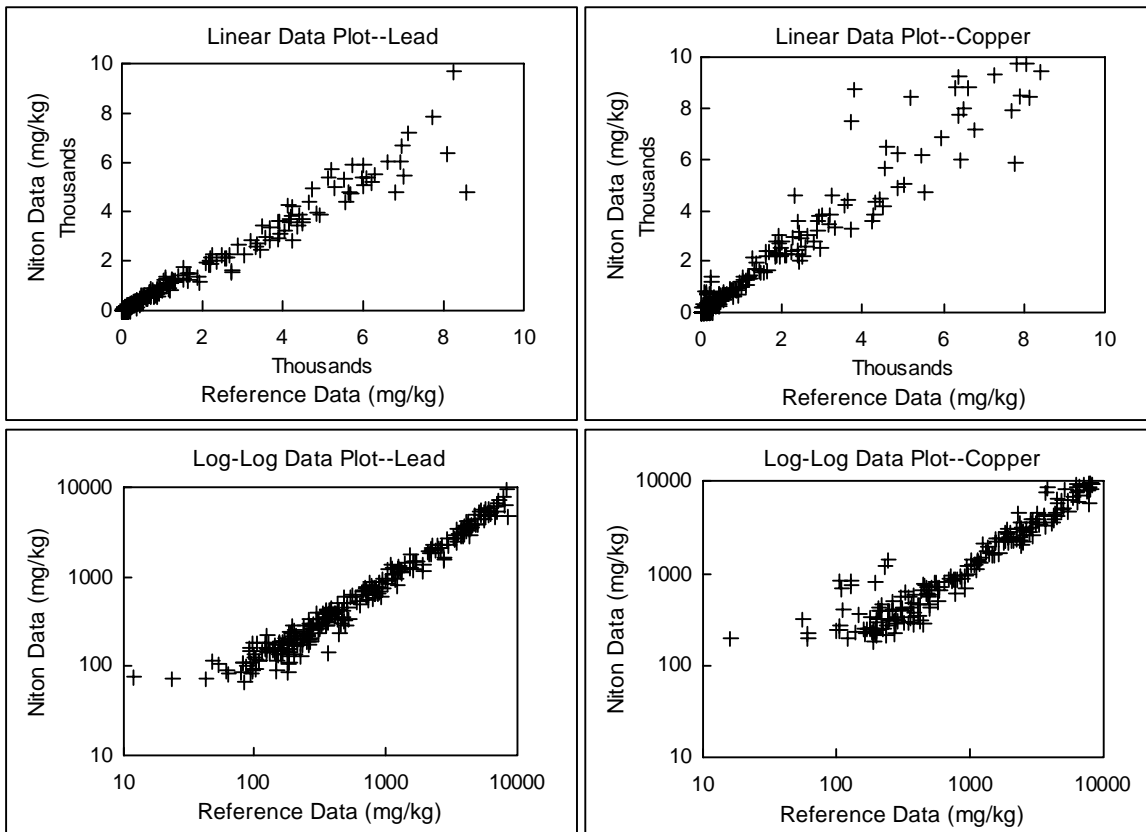 Linear Data Plot--Lead
Niton Data (mg/kg)
Thousands
10
8
6
4
2
0
0 2 4 6 8 10
Thousands
Reference Data (mg/kg)
Linear Data Plot--Copper
Niton Data (mg/kg)
Thousands
10
8
6
4
2
0
0 2 4 6 8 10
Thousands
Reference Data (mg/kg)
Log-Log Data Plot--Lead
Niton Data (mg/kg)
10000
1000
100
10
10 100 1000 10000
Reference Data (mg/kg)
Log-Log Data Plot--Copper
Niton Data (mg/kg)
10000
1000
100
10
10 100 1000 10000
Reference Data (mg/kg)